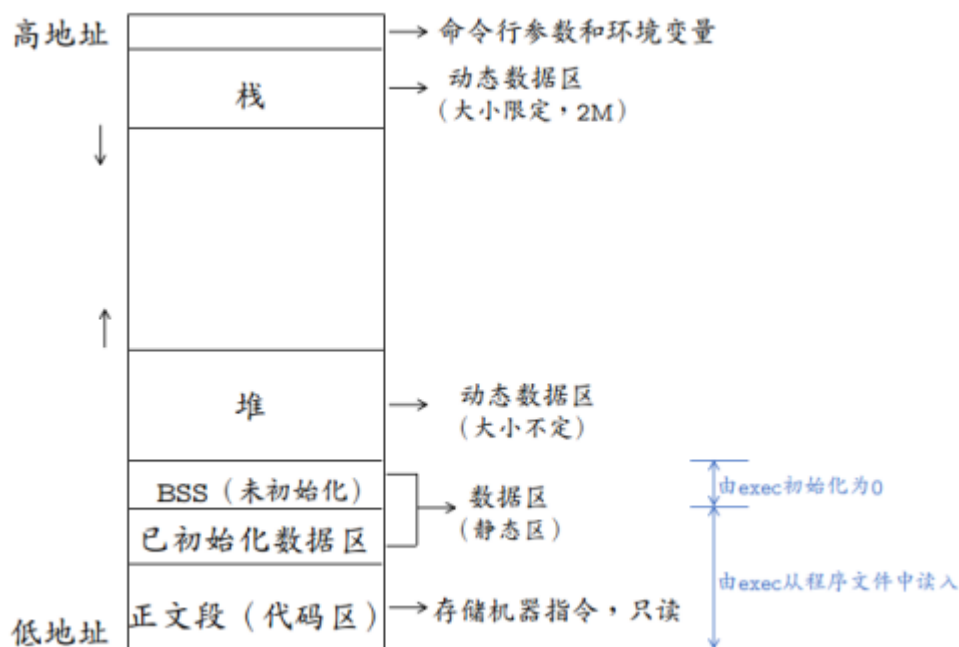 高地址
命令行参数和环境变量
栈
动态数据区
(大小限定，2M)
堆
动态数据区
(大小不定)
BSS (未初始化)
数据区
(静态区)
由exec初始化为0
已初始化数据区
由exec从程序文件中读入
正文段 (代码区)
存储机器指令，只读
低地址